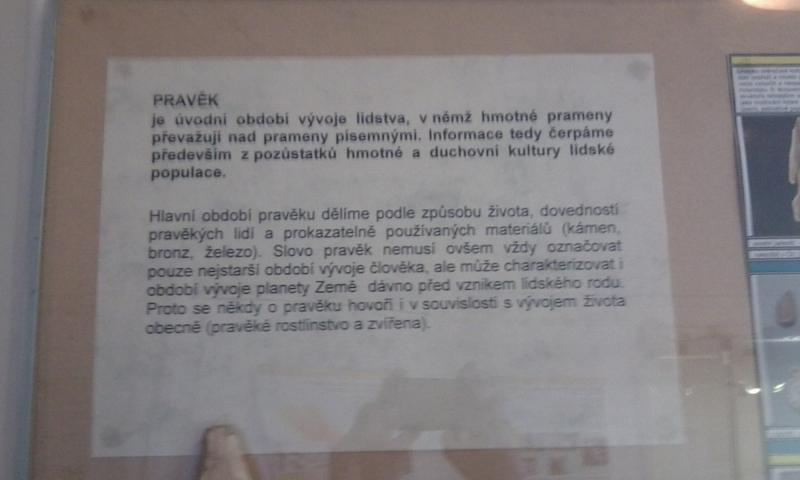 PRAVĚK
je úvodní období vývoje lidstva, v němž hmotné prameny
převažují nad prameny písemnými. Informace tedy čerpáme
především z pozůstatků hmotné a duchovní kultury lidské
populace.
Hlavní období pravěku dělíme podle způsobu života, dovedností
pravěkých lidí a prokazatelně používaných materiálů (kámen,
bronz, železo). Slovo pravěk nemusí ovšem vždy označovat
pouze nejstarší období vývoje člověka, ale může charakterizovat i
období vývoje planety Země dávno před vznikem lidského rodu.
Proto se někdy o pravěku hovoří i v souvislosti s vývojem života
obecně (pravěké rostlinstvo a zvířena).